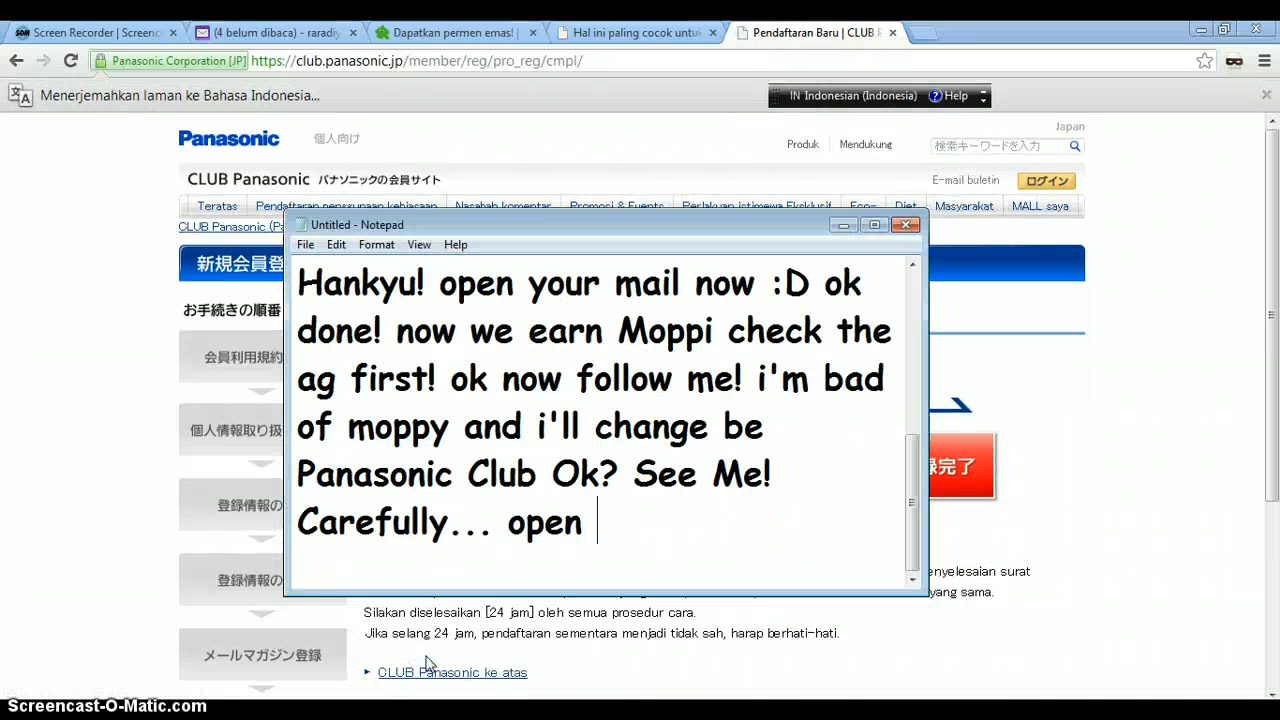 Screen Recorder | Screenc
(4 belum dibaca) - raradiy
Dapatkan permen emas! |
Hal ini paling cocok untuk
Pendaftaran Baru | CLUB P
Panasonic Corporation [JP] https://club.panasonic.jp/member/reg/pro_reg/cmpl/
Menerjemahkan laman ke Bahasa Indonesia...
IN Indonesian (Indonesia) Help
Japan
Panasonic 個人向け
Produk Mendukung 検索キーワードを入力
CLUB Panasonic パナソニックの会員サイト
E-mail buletin ログイン
Teratas Pendaftaran penggunaan kebiasaan Nasabah komentar Promosi & Events Perlakuan istimewa Eksklusif Eco- Diet Masyarakat MALL saya
CLUB Panasonic (Pa
新規会員登
お手続きの順番
会員利用規約
個人情報取り扱
登録情報の
登録情報の
メールマガジン登録
Untitled - Notepad
File Edit Format View Help
Hankyu! open your mail now :D ok
done! now we earn Moppi check the
ag first! ok now follow me! i'm bad
of moppy and i'll change be
Panasonic Club Ok? See Me!
Carefully... open
録完了
enyelesaian surat
yang sama.
Silakan diselesaikan [24 jam] oleh semua prosedur cara.
Jika selang 24 jam, pendaftaran sementara menjadi tidak sah, harap berhati-hati.
CLUB Panasonic ke atas
Screencast-O-Matic.com